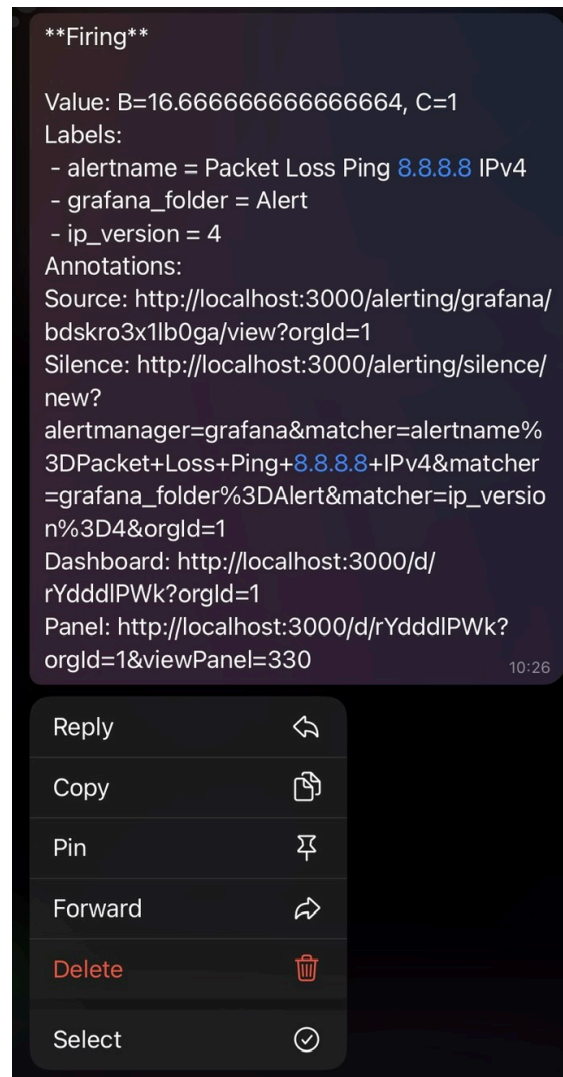 **Firing**
Value: B=16.666666666666664, C=1
Labels:
- alertname = Packet Loss Ping 8.8.8.8 IPv4
- grafana_folder = Alert
- ip_version = 4
Annotations:
Source: http://localhost:3000/alerting/grafana/
bdskro3x1lb0ga/view?orgId=1
Silence: http://localhost:3000/alerting/silence/
new?
alertmanager=grafana&matcher=alertname%
3DPacket+Loss+Ping+8.8.8.8+IPv4&matcher
=grafana_folder%3DAlert&matcher=ip_versio
n%3D4&orgId=1
Dashboard: http://localhost:3000/d/
rYdddlPWk?orgId=1
Panel: http://localhost:3000/d/rYdddlPWk?
orgId=1&viewPanel=330
10:26
Reply
Copy
Pin
Forward
Delete
Select